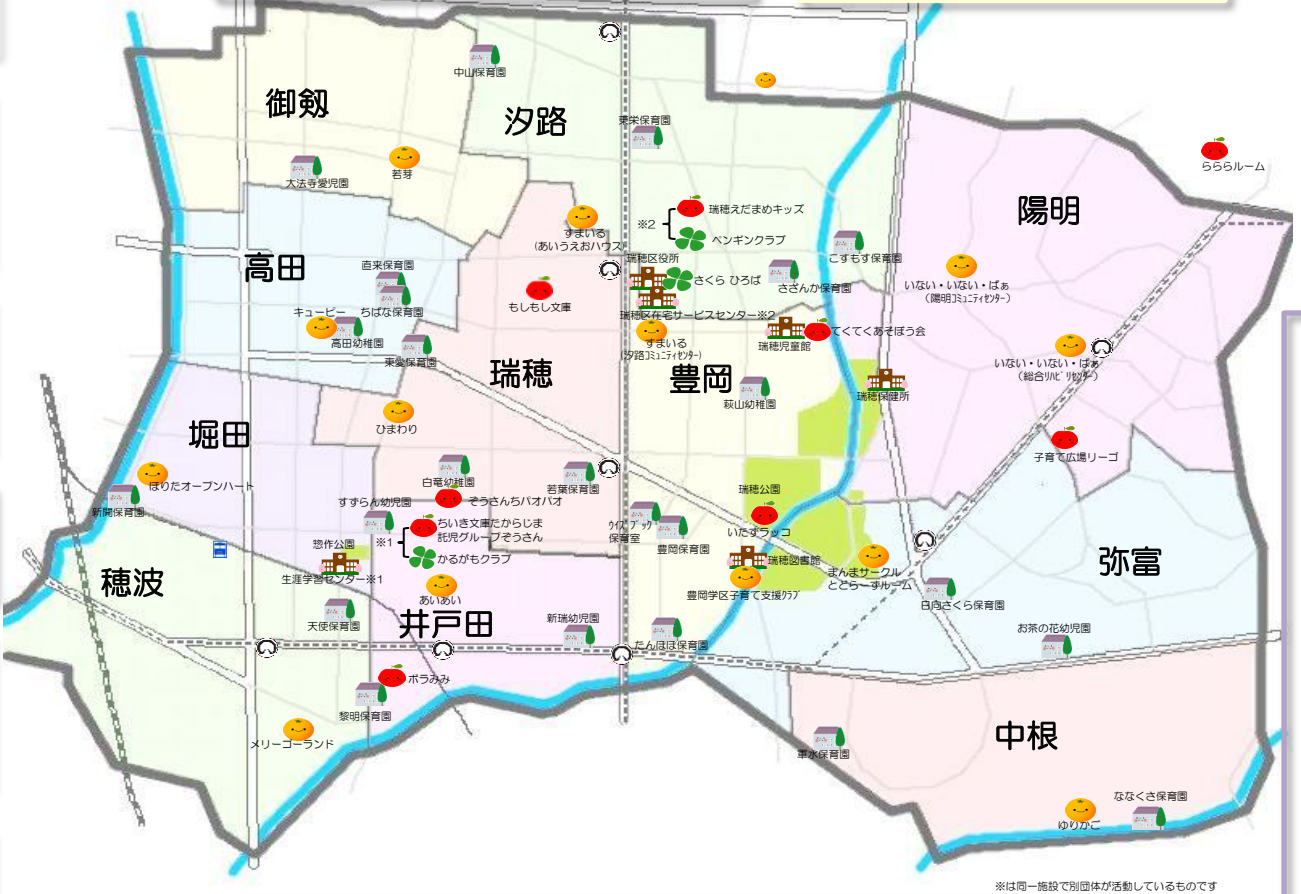 中山保育園
御剱
汐路
東栄保育園
大法寺愛児園
若芽
らららルーム
陽明
瑞穂えだまめキッズ
※2
ペンギンクラブ
すまいる
(あいうえおハウス
こすもす保育園
高田
直来保育園
瑞穂区役所
さくら ひろば
さざんか保育園
いない・いない・ばぁ
(陽明コミュニティセンター)
もしもし文庫
キューピー
ちばな保育園
瑞穂区在宅サービスセンター※2
高田幼稚園
すまいる
(汐路コミュニティセンター)
瑞穂児童館
てくてくあそぼう会
東愛保育園
瑞穂
豊岡
いない・いない・ばぁ
(総合リハビリセンター)
萩山幼稚園
瑞穂保健所
ひまわり
堀田
子育て広場リーゴ
ほりたオープンハート
白竜幼稚園
若葉保育園
瑞穂公園
新開保育園
すずらん幼児園
ぞうさんちパオパオ
※1
ちいき文庫だからじま
託児グループぞうさん
ウィズブック
保育室
豊岡保育園
いたずラッコ
惣作公園
かるがもクラブ
瑞穂図書館
まんまサークル
とどらーずルーム
弥富
生涯学習センター※1
穂波
あいあい
豊岡学区子育て支援クラブ
日向さくら保育園
天使保育園
井戸田
新瑞幼児園
たんぽぽ保育園
お茶の花幼児園
ポラみみ
黎明保育園
メリーゴーランド
中根
軍水保育園
ななくさ保育園
ゆりかご
※は同一施設で別団体が活動しているものです